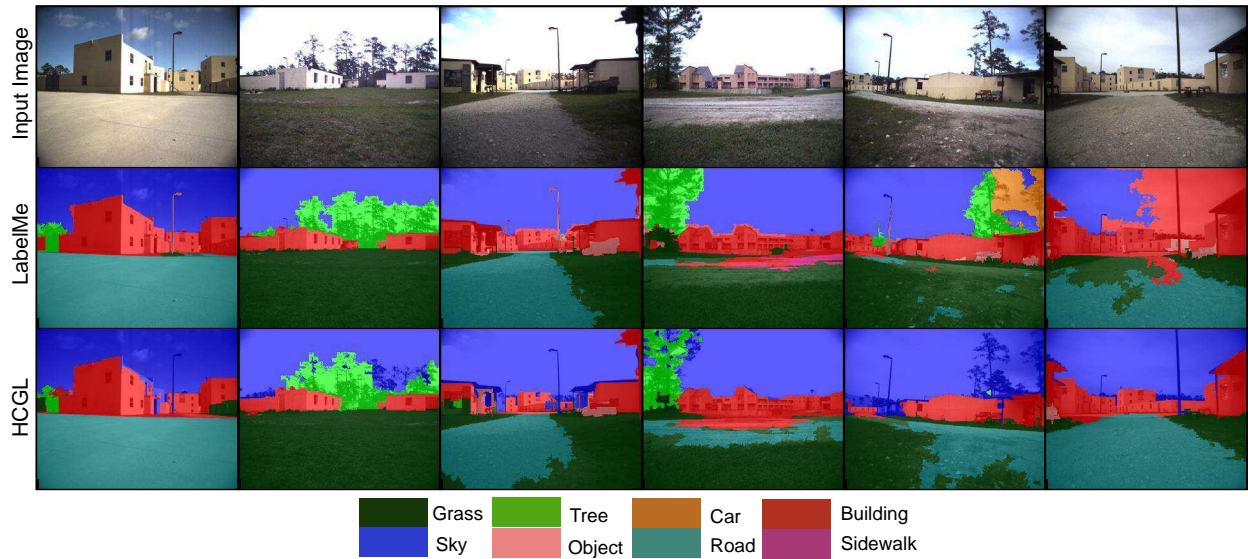 Input Image
LabelMe
HCGL
Grass Tree Car Building
Sky Object Road Sidewalk